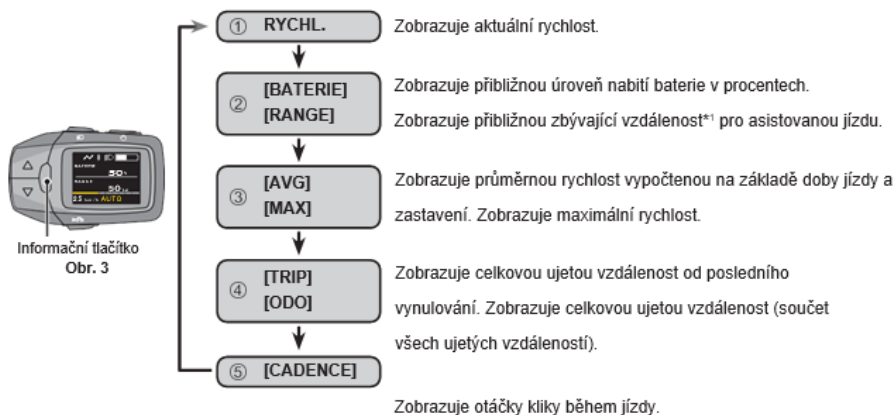 ① RYCHL.
Zobrazuje aktuální rychlost.
② [BATERIE]
[RANGE]
Zobrazuje přibližnou úroveň nabití baterie v procentech.
Zobrazuje přibližnou zbývající vzdálenost*¹ pro asistovanou jízdu.
③ [AVG]
[MAX]
Zobrazuje průměrnou rychlost vypočtenou na základě doby jízdy a
zastavení. Zobrazuje maximální rychlost.
50
50
AUTO
Informační tlačítko
Obr. 3
④ [TRIP]
[ODO]
Zobrazuje celkovou ujetou vzdálenost od posledního
vynulování. Zobrazuje celkovou ujetou vzdálenost (součet
všech ujetých vzdáleností).
⑤ [CADENCE]
Zobrazuje otáčky kliky během jízdy.